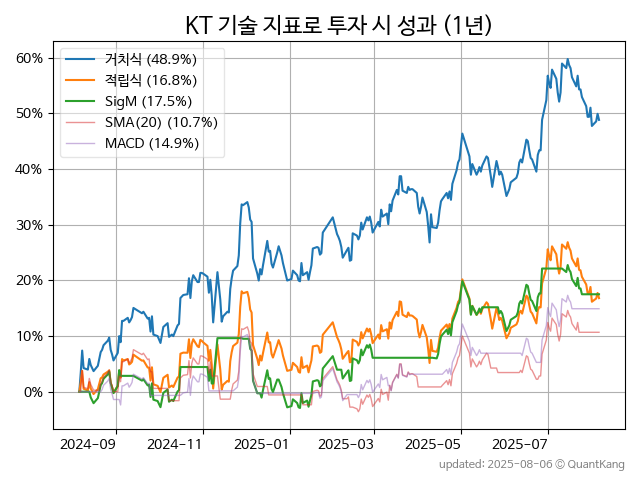 KT 기술 지표로 투자 시 성과 (1년)
거치식 (48.9%)
적립식 (16.8%)
SigM (17.5%)
SMA(20) (10.7%)
MACD (14.9%)
60%
50%
40%
30%
20%
10%
0%
2024-09 2024-11 2025-01 2025-03 2025-05 2025-07
updated: 2025-08-06 © QuantKang